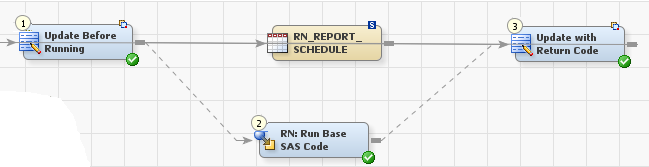 1
Update Before
Running
S
RN_REPORT_
SCHEDULE
3
Update with
Return Code
2
RN: Run Base
SAS Code